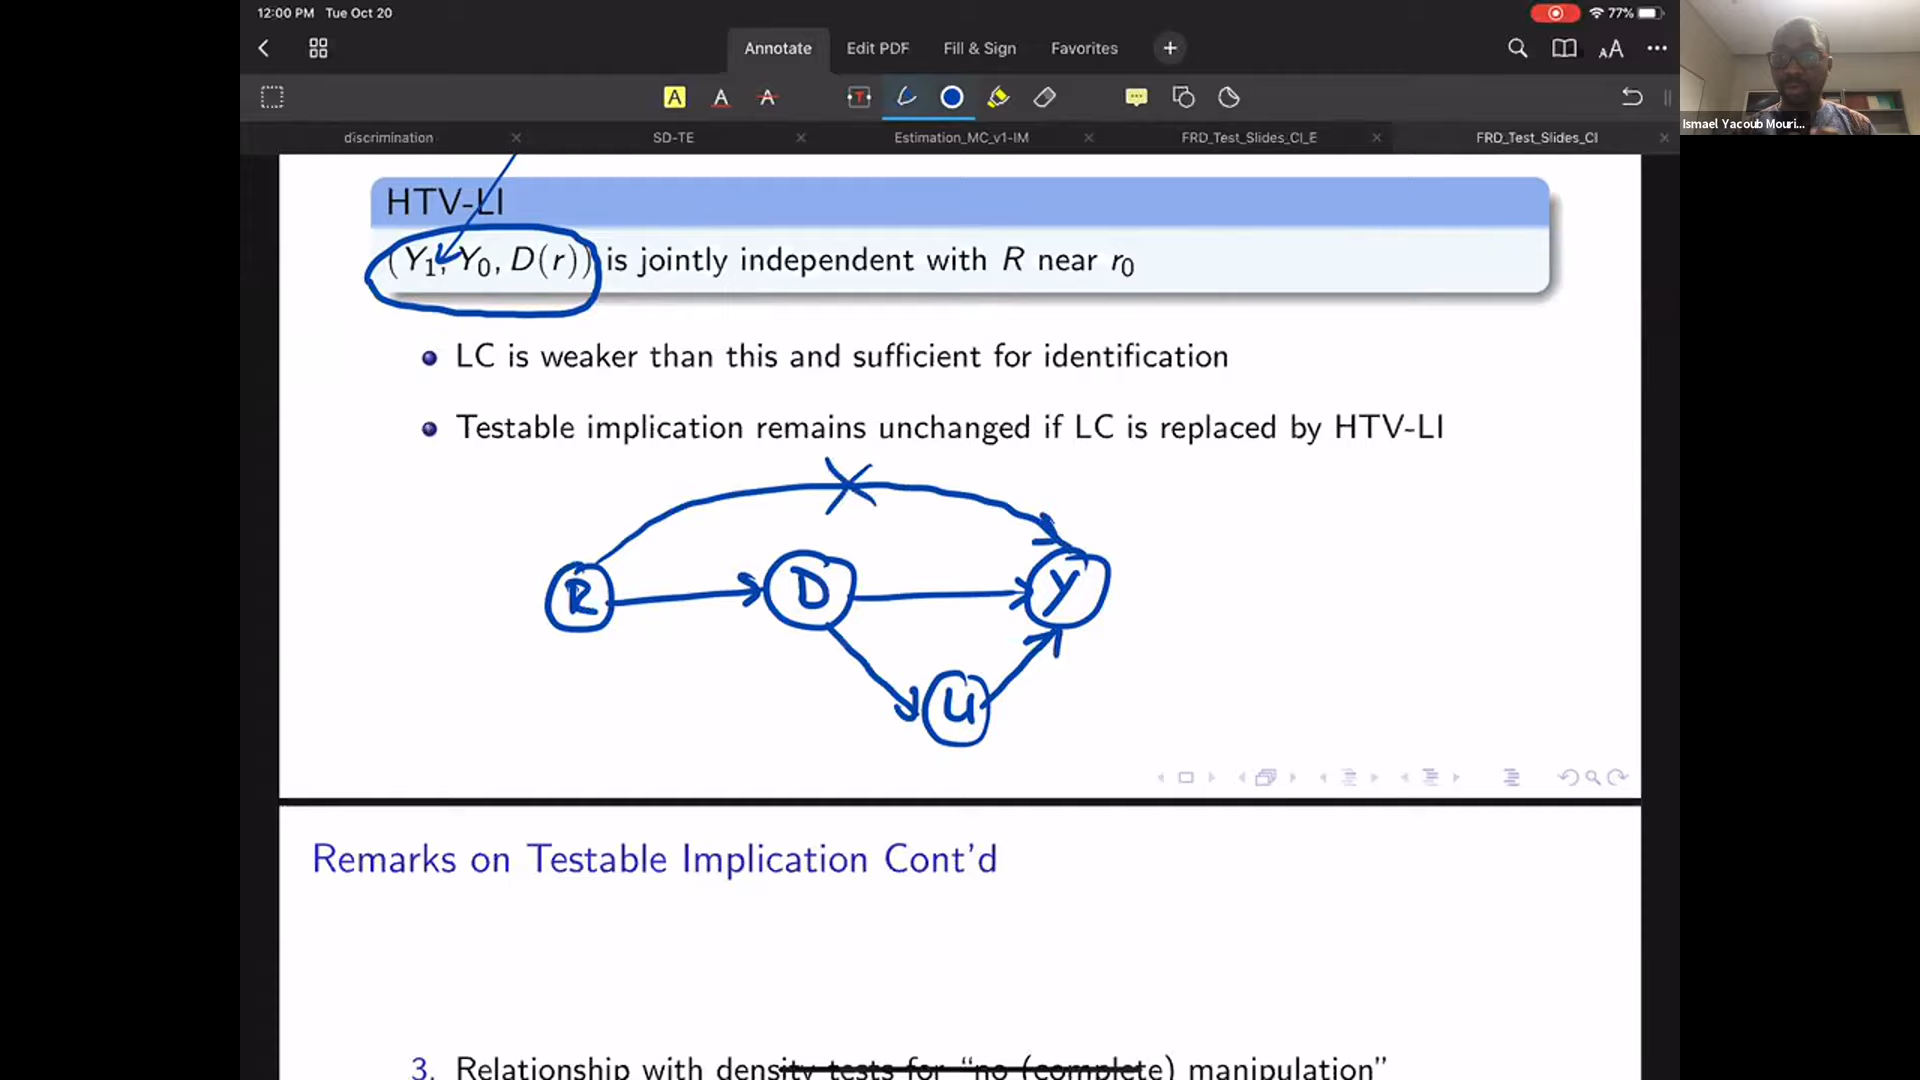 12:00 PM Tue Oct 20
77%
Annotate Edit PDF Fill & Sign Favorites
AA
A A A T
discrimination SD-TE Estimation_MC_v1-IM FRD_Test_Slides_CI_E FRD_Test_Slides_CI
Ismael Yacoub Mouri...
HTV-LI
(Y₁, Y₀, D(r)) is jointly independent with R near r₀
LC is weaker than this and sufficient for identification
Testable implication remains unchanged if LC is replaced by HTV-LI
R D Y
U
Remarks on Testable Implication Cont'd
3. Relationship with density tests for "no (complete) manipulation"